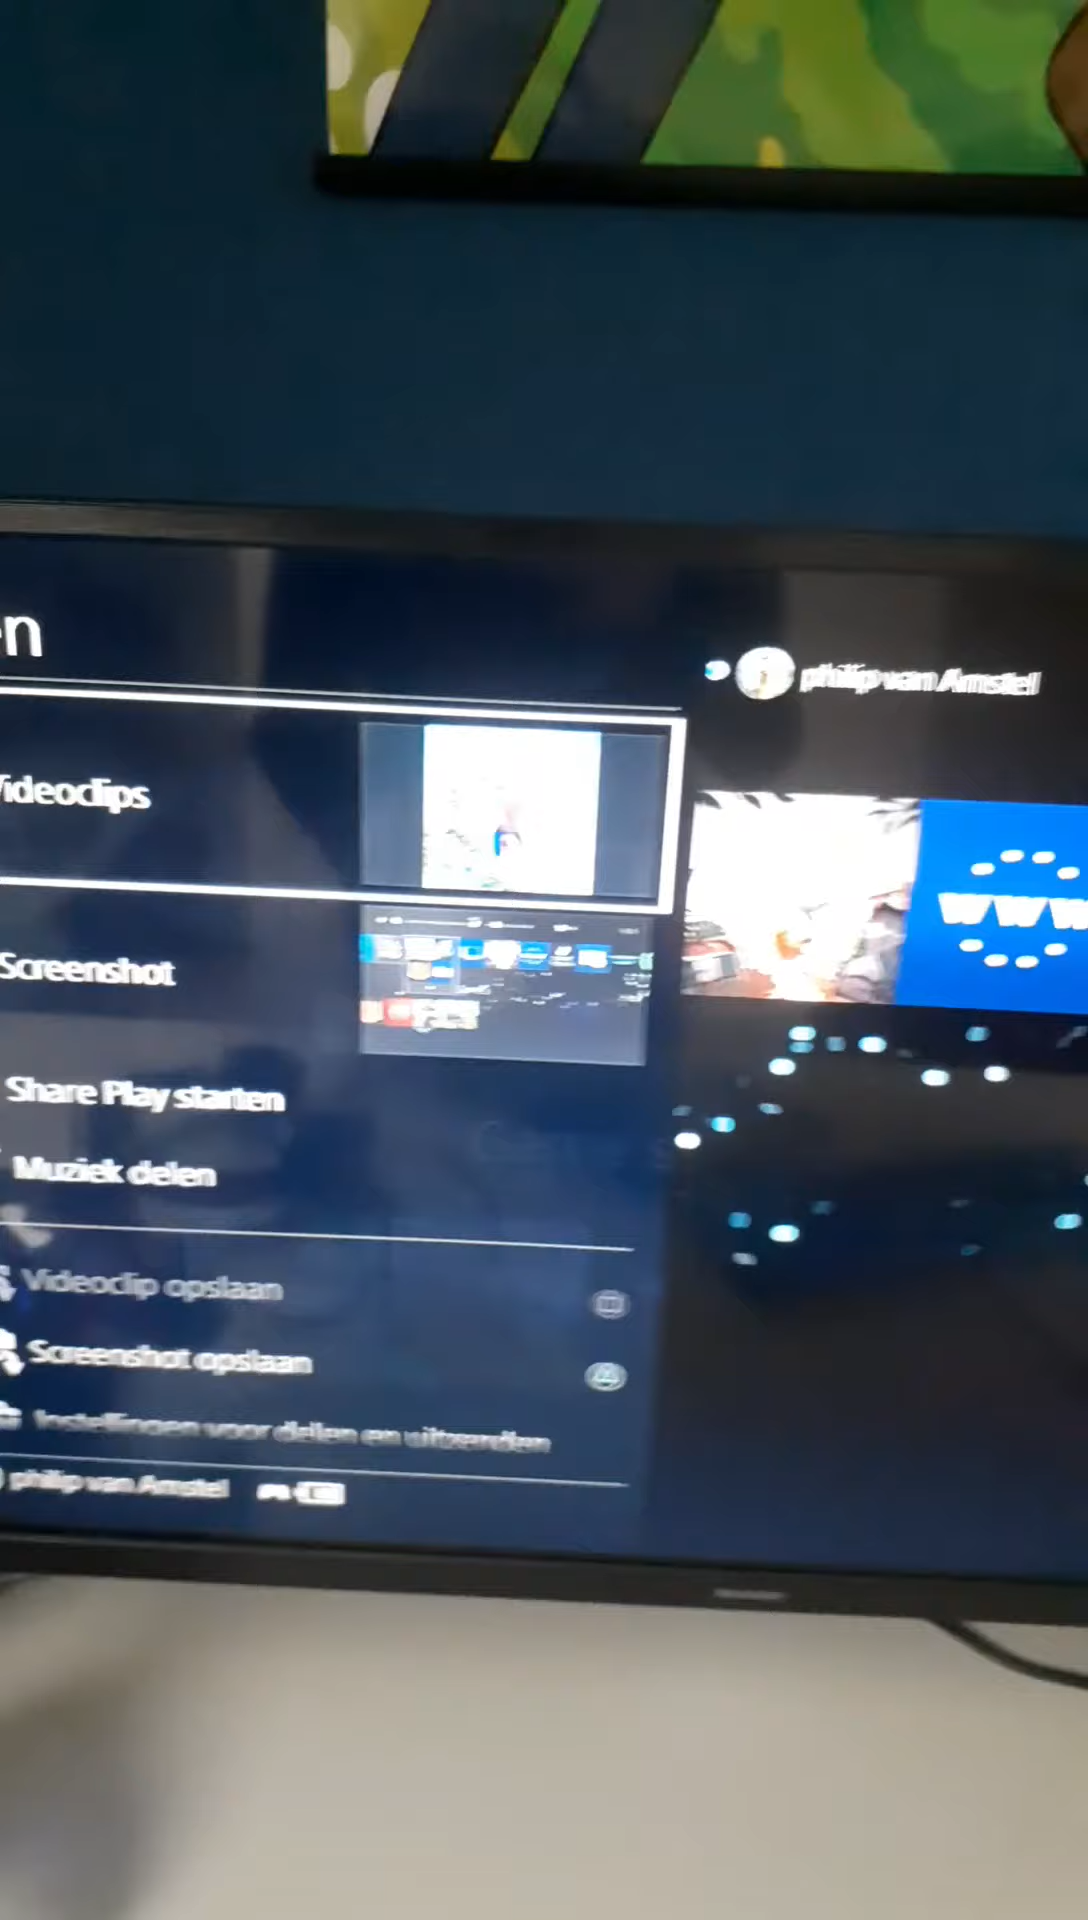 en
philip van Amstel
Videoclips
www
Screenshot
Share Play starten
Muziek delen
Videoclip opslaan
Screenshot opslaan
Instellingen voor delen en uitzenden
philip van Amstel